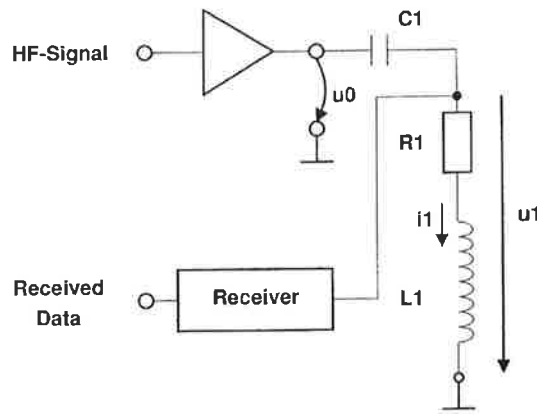 C1
HF-Signal
u0
R1
i1
u1
Received
Data
Receiver
L1